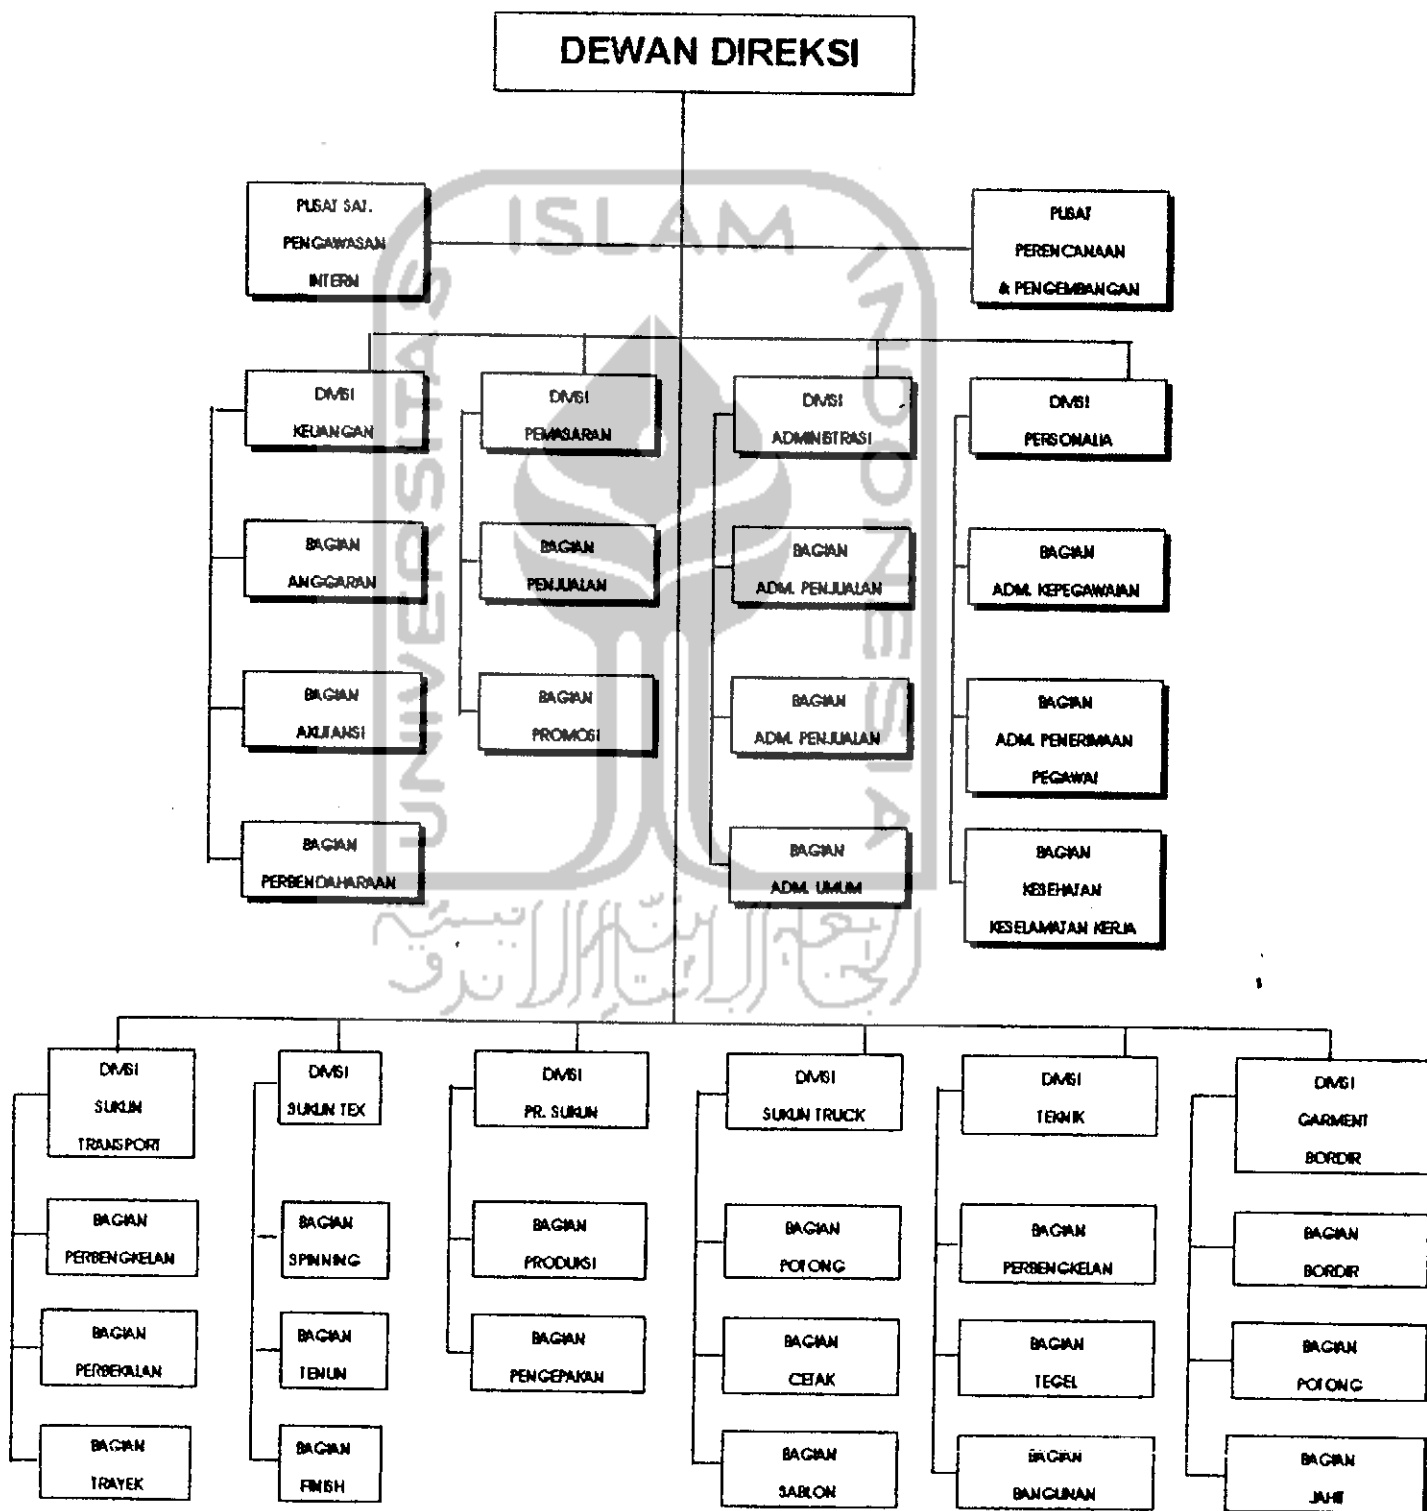 DEWAN DIREKSI
PUSAT SAT.
PENGAWASAN
INTERN
PUSAT
PERENCANAAN
& PENGEMBANGAN
UNIVERSITAS
ISLAM
INDONESIA
DIVISI
KEUANGAN
DIVISI
PEMASARAN
DIVISI
ADMINISTRASI
DIVISI
PERSONALIA
BAGIAN
ANGGARAN
BAGIAN
PENJUALAN
BAGIAN
ADM. PENJUALAN
BAGIAN
ADM. KEPEGAWAIAN
BAGIAN
AKUTANSI
BAGIAN
PROMOSI
BAGIAN
ADM. PENJUALAN
BAGIAN
ADM. PENERIMAAN
PEGAWAI
BAGIAN
PERBENDAHARAAN
BAGIAN
ADM. UMUM
BAGIAN
KESEHATAN
KESELAMATAN KERJA
DIVISI
SUKUN
TRANSPORT
DIVISI
SUKUN TEX
DIVISI
PR. SUKUN
DIVISI
SUKUN TRUCK
DIVISI
TEKNIK
DIVISI
GARMENT
BORDIR
BAGIAN
PERBENGKELAN
BAGIAN
SPINNING
BAGIAN
PRODUKSI
BAGIAN
POTONG
BAGIAN
PERBENGKELAN
BAGIAN
BORDIR
BAGIAN
PERBEKALAN
BAGIAN
TENUN
BAGIAN
PENGEPAKAN
BAGIAN
CETAK
BAGIAN
TEGEL
BAGIAN
POTONG
BAGIAN
TRAYEK
BAGIAN
FINISH
BAGIAN
SABLON
BAGIAN
BANGUNAN
BAGIAN
JAHIT